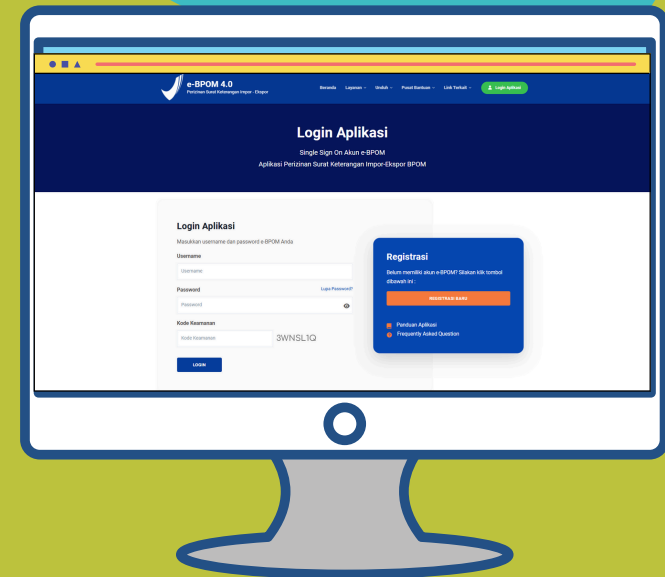 e-BPOM 4.0
Perizinan Surat Keterangan Impor - Ekspor
Beranda Layanan Unduh Pusat Bantuan Link Terkait Login Aplikasi
Login Aplikasi
Single Sign On Akun e-BPOM
Aplikasi Perizinan Surat Keterangan Impor-Ekspor BPOM
Login Aplikasi
Masukkan username dan password e-BPOM Anda
Username
Username
Password Lupa Password?
Password
Kode Keamanan
Kode Keamanan 3WNSL1Q
LOGIN
Registrasi
Belum memiliki akun e-BPOM? Silakan klik tombol
dibawah ini :
REGISTRASI BARU
Panduan Aplikasi
Frequently Asked Question